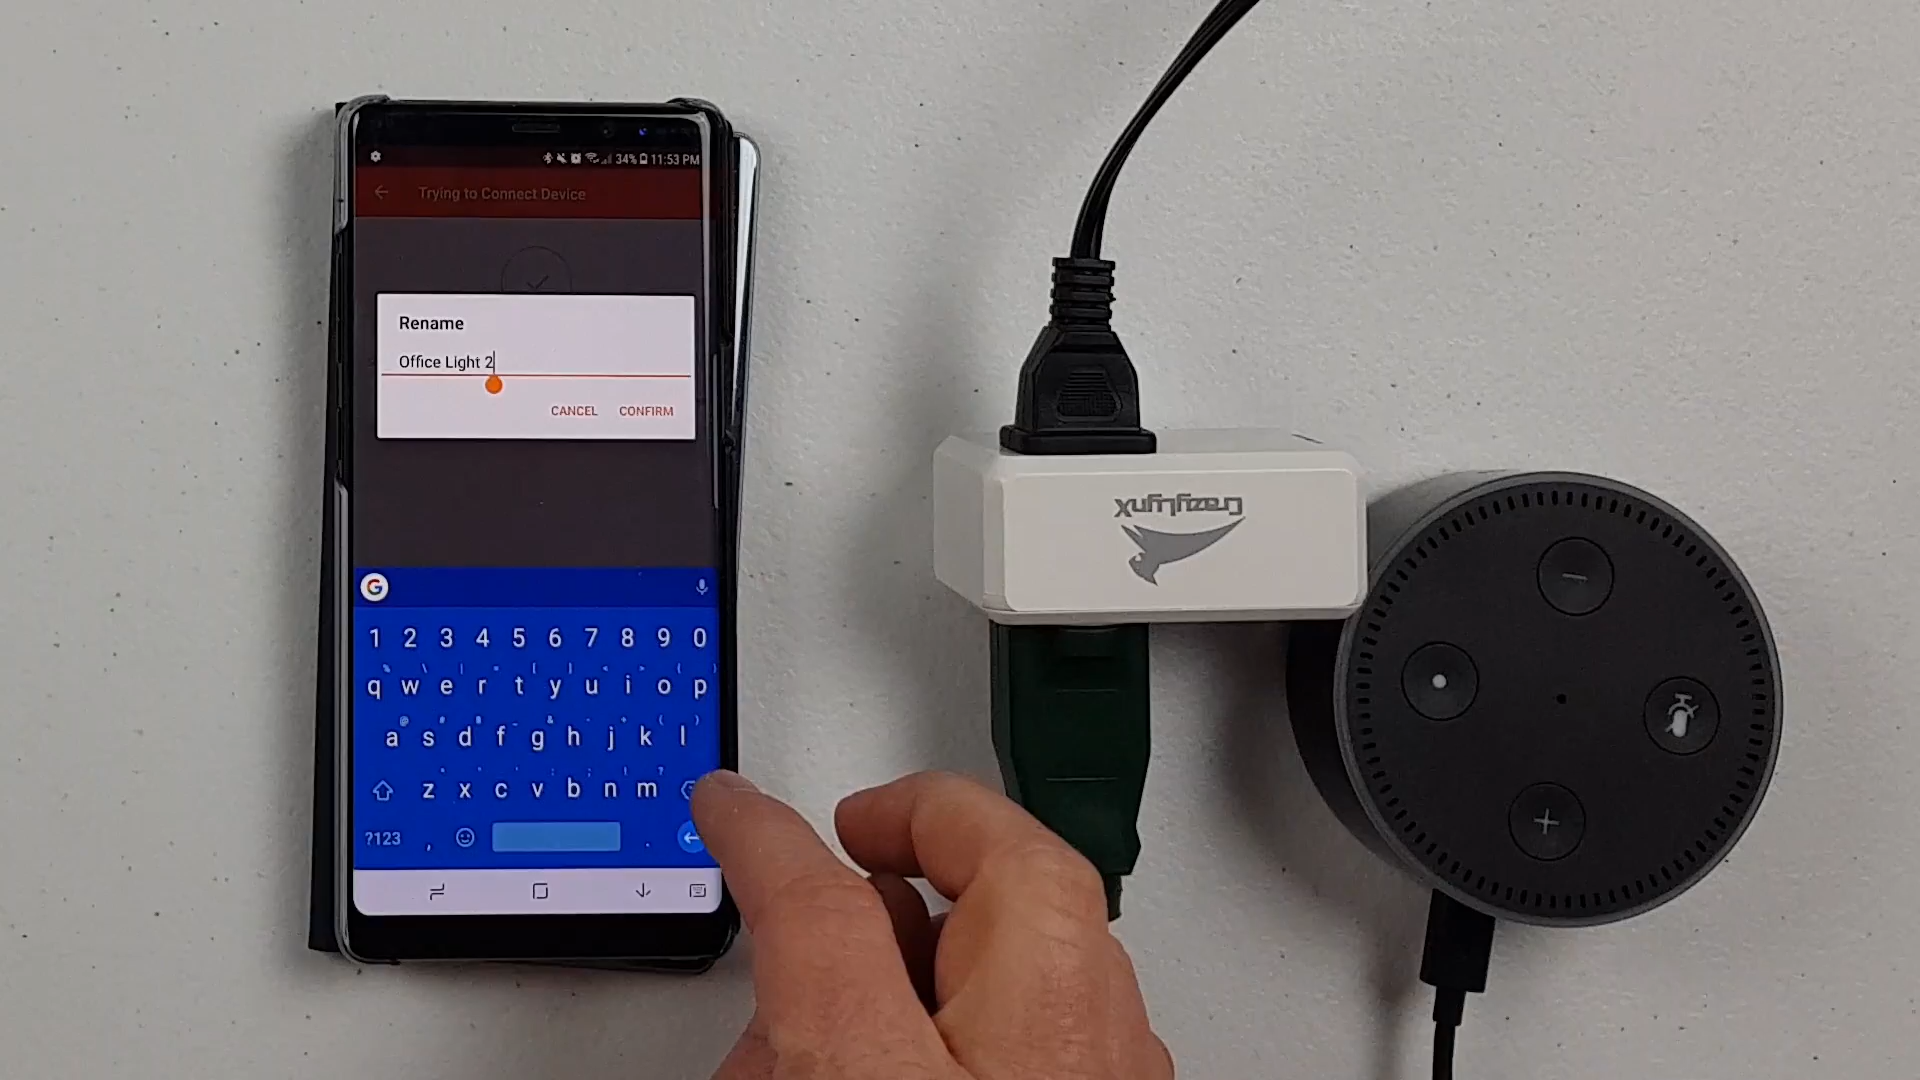 34% 11:53 PM
Trying to Connect Device
Rename
Office Light 2
CANCEL CONFIRM
G
1 2 3 4 5 6 7 8 9 0
q w e r t y u i o p
a s d f g h j k l
z x c v b n m
?123 , .
CrazyLynX